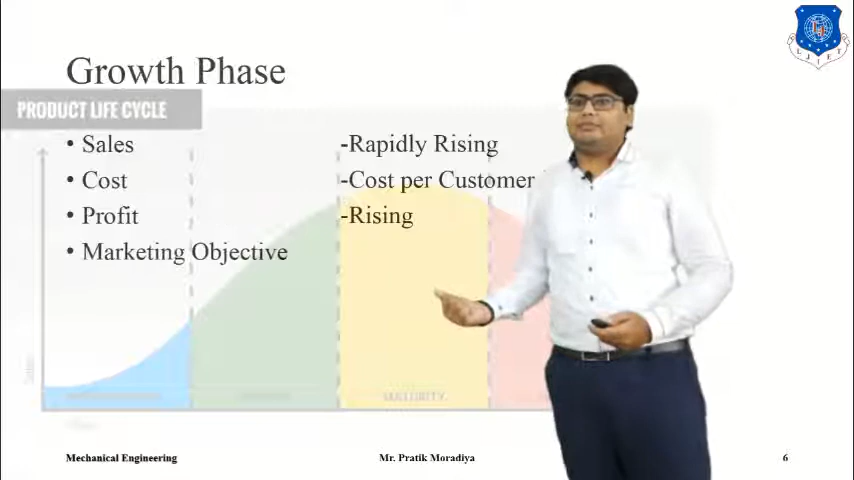 Growth Phase
PRODUCT LIFE CYCLE
• Sales
-Rapidly Rising
• Cost
-Cost per Customer
• Profit
-Rising
• Marketing Objective
MATURITY
Mechanical Engineering
Mr. Pratik Moradiya
6